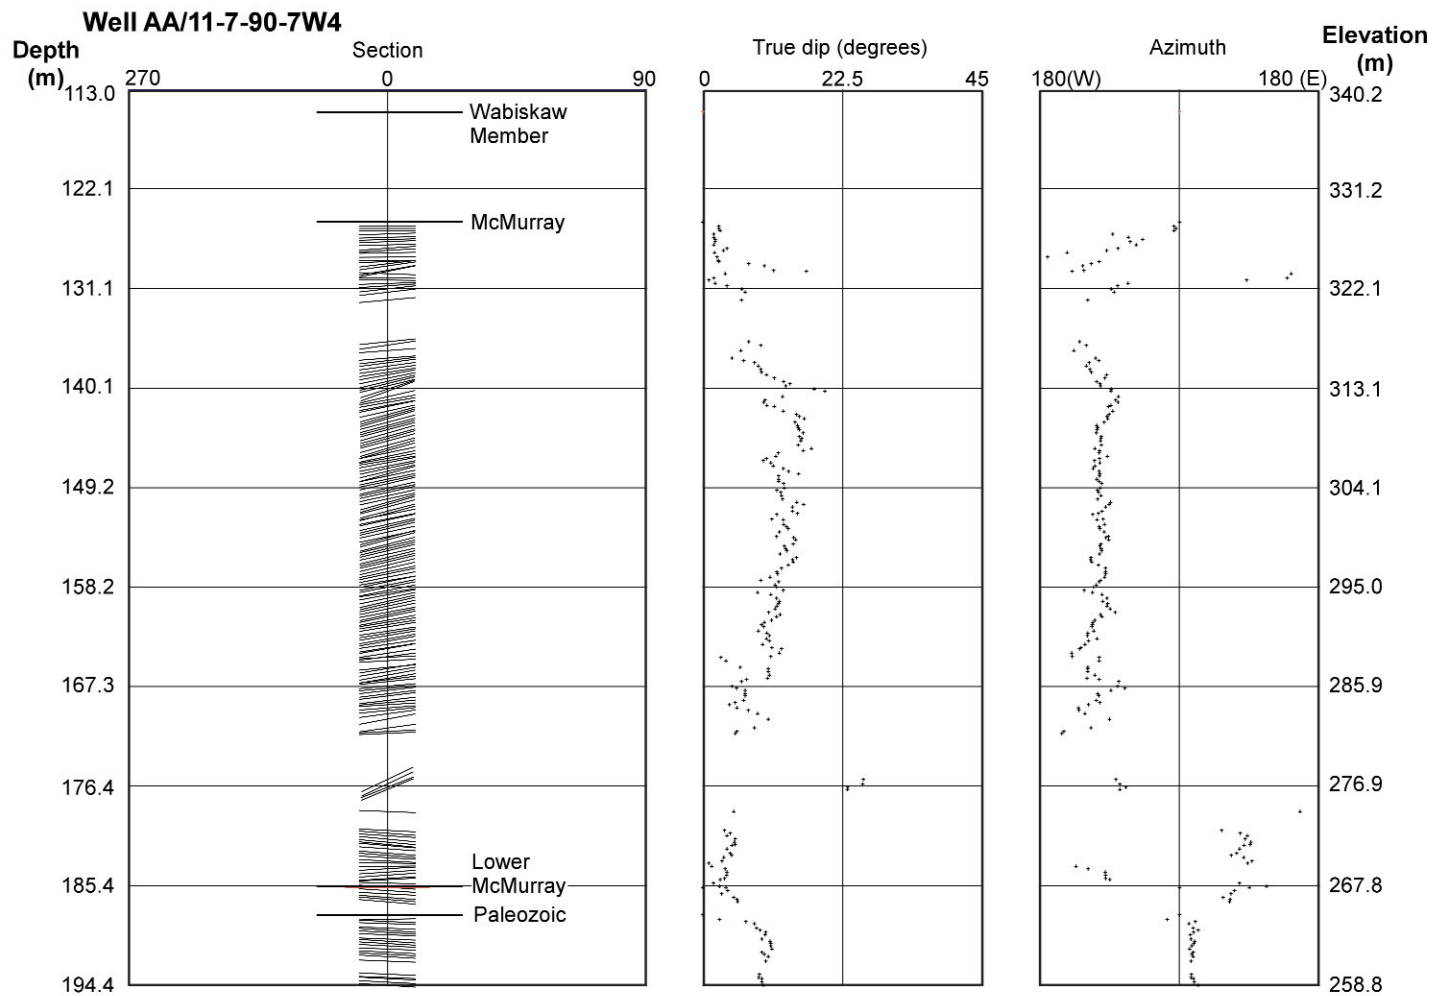 Well AA/11-7-90-7W4
Depth
(m)
Section
True dip (degrees)
Azimuth
Elevation
(m)
270 0 90
0 22.5 45
180(W) 180 (E)
113.0 340.2
Wabiskaw
Member
122.1 331.2
McMurray
131.1 322.1
140.1 313.1
149.2 304.1
158.2 295.0
167.3 285.9
176.4 276.9
Lower
185.4 McMurray 267.8
Paleozoic
194.4 258.8